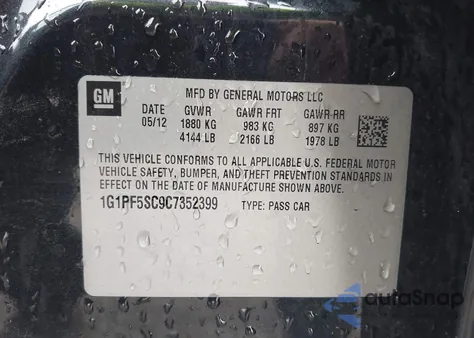 GM
MFD BY GENERAL MOTORS LLC
DATE GVWR GAWR FRT GAWR RR
05/12 1880 KG 983 KG 897 KG
4144 LB 2166 LB 1978 LB
THIS VEHICLE CONFORMS TO ALL APPLICABLE U.S. FEDERAL MOTOR
VEHICLE SAFETY, BUMPER, AND THEFT PREVENTION STANDARDS IN
EFFECT ON THE DATE OF MANUFACTURE SHOWN ABOVE.
1G1PF5SC9C7352399 TYPE: PASS CAR
autoSnap